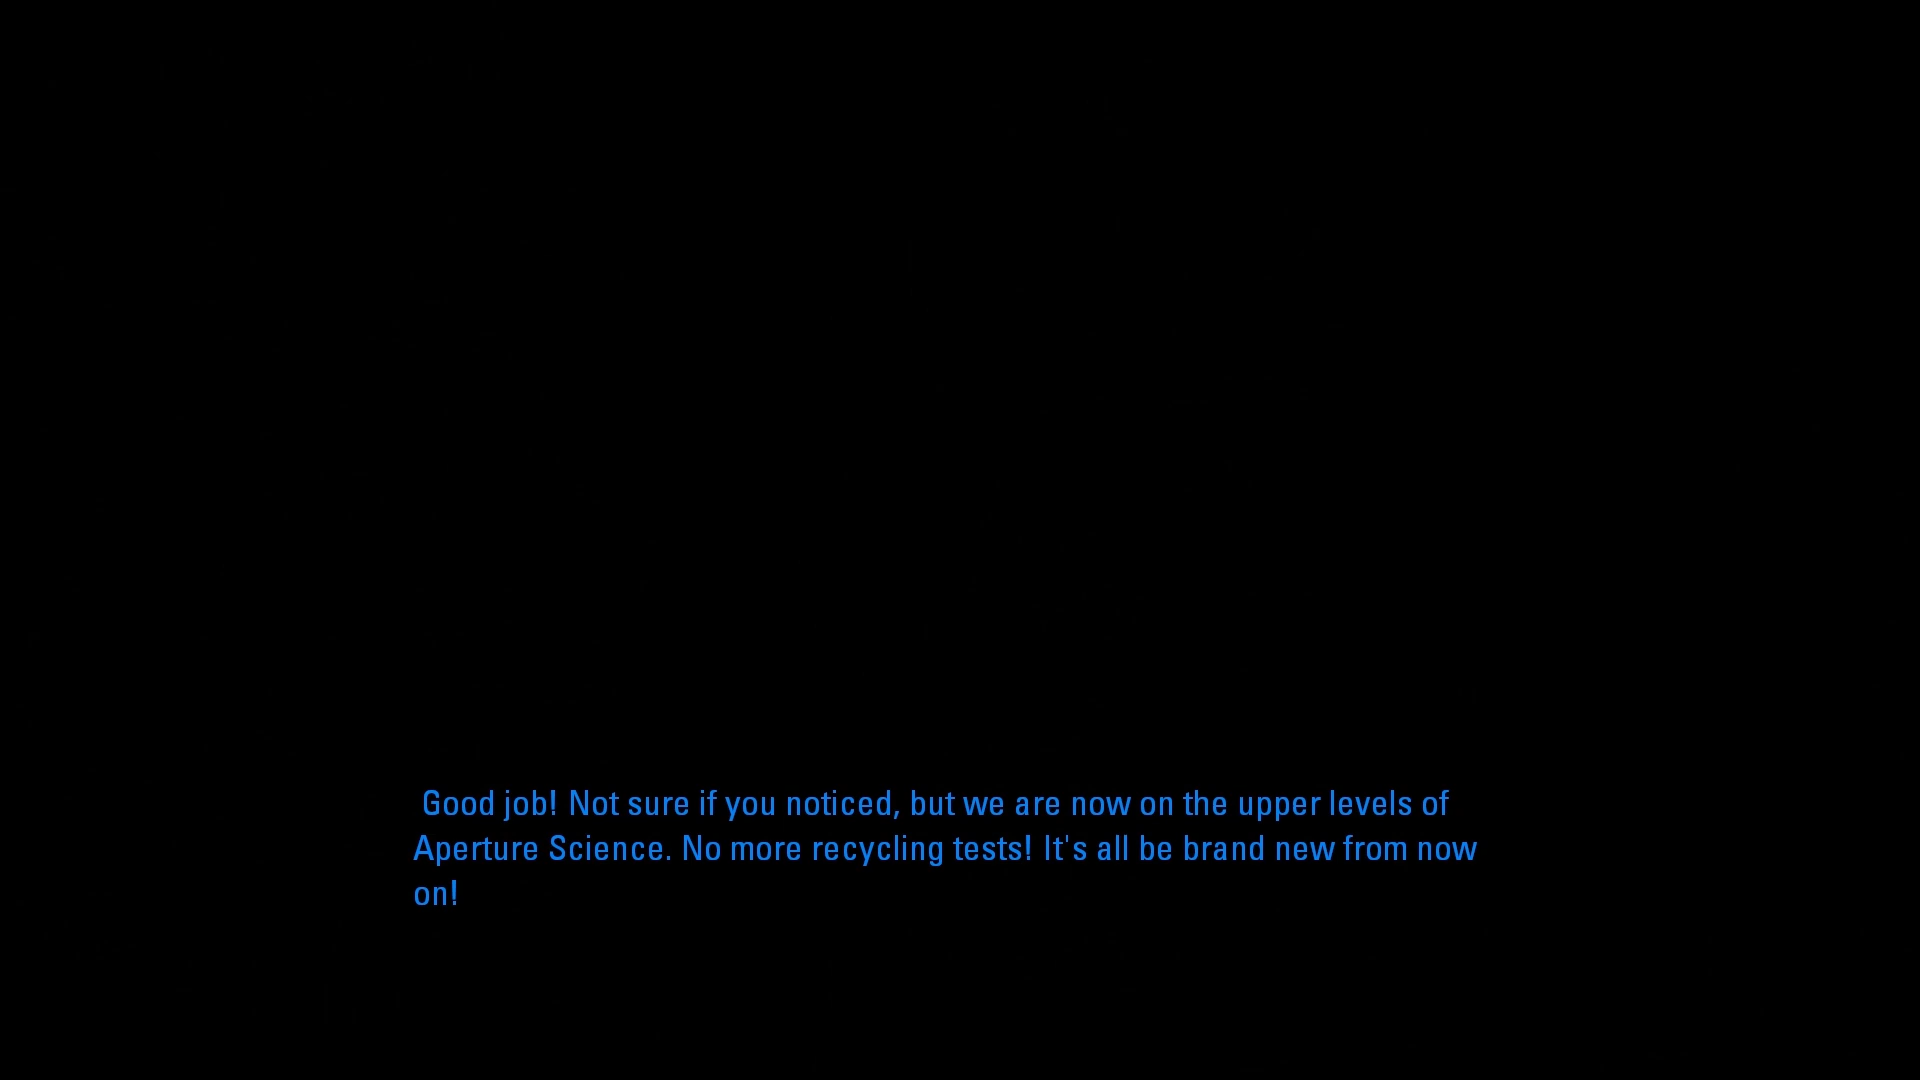 Good job! Not sure if you noticed, but we are now on the upper levels of
Aperture Science. No more recycling tests! It's all be brand new from now
on!